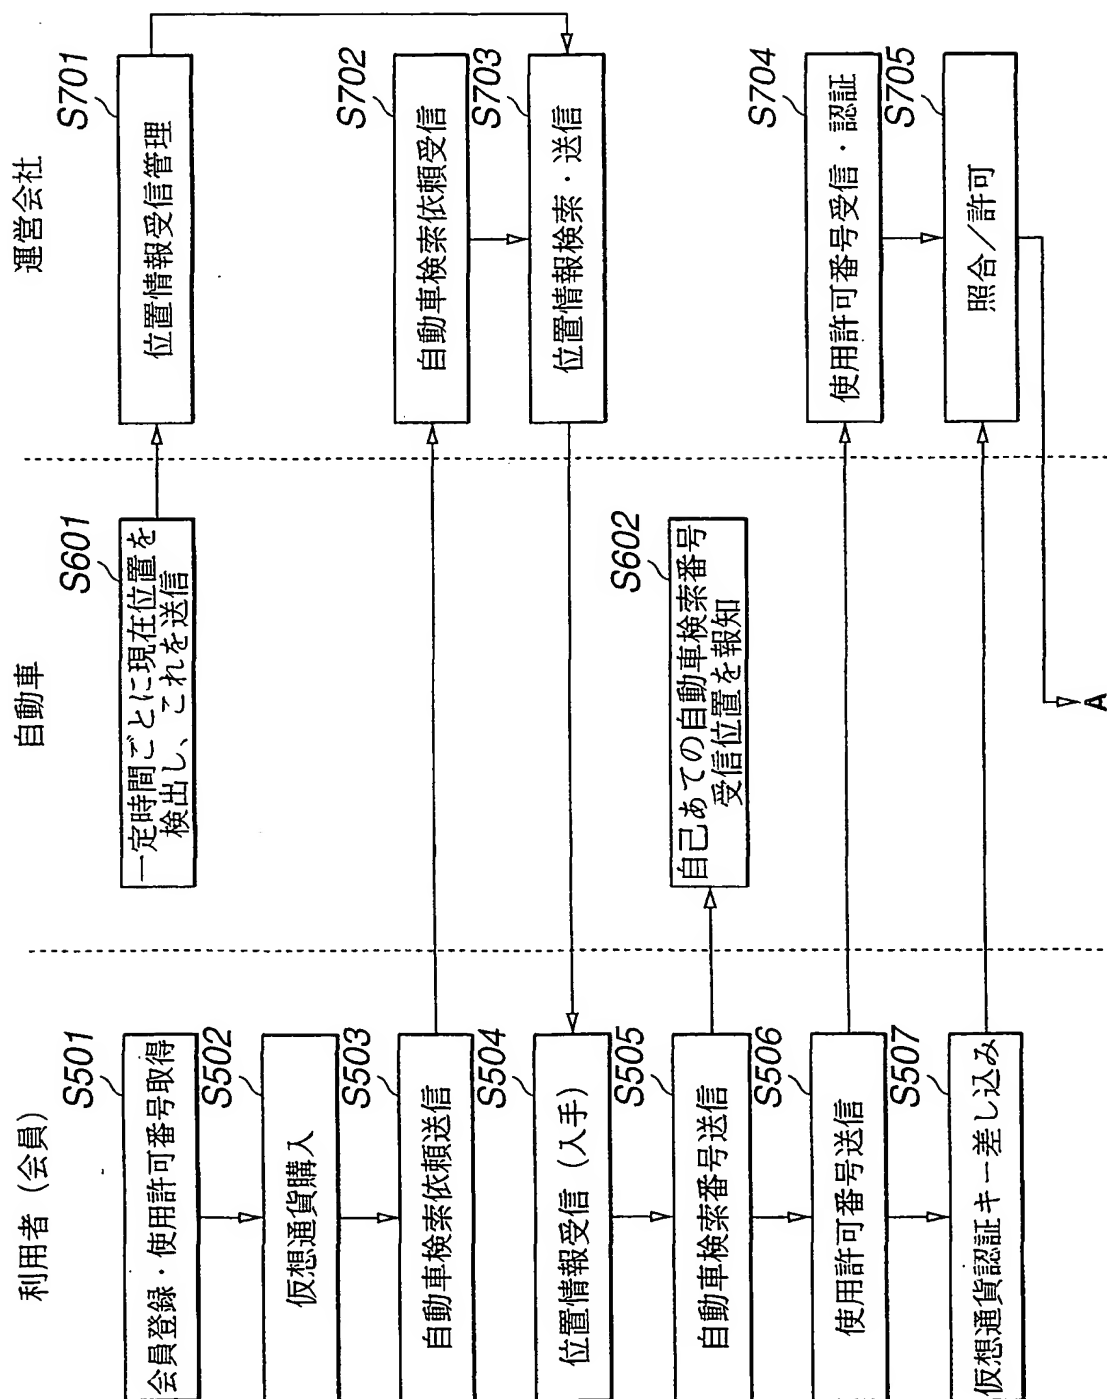 利用者（会員）
自動車
運営会社
S501
会員登録・使用許可番号取得
S502
仮想通貨購入
S503
自動車検索依頼送信
S504
位置情報受信（入手）
S505
自動車検索番号送信
S506
使用許可番号送信
S507
仮想通貨認証キー差し込み
S601
一定時間ごとに現在位置を
検出し、これを送信
S602
自己あての自動車検索番号
受信位置を報知
S701
位置情報受信管理
S702
自動車検索依頼受信
S703
位置情報検索・送信
S704
使用許可番号受信・認証
S705
照合／許可
A